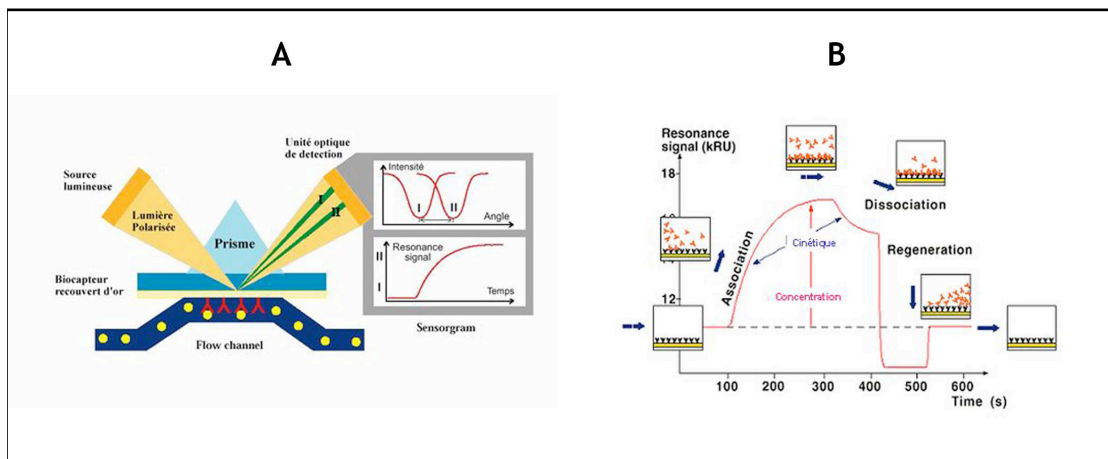 A
Source
lumineuse
Lumière
Polarisée
Prisme
Biocapteur
recouvert d'or
Flow channel
Unité optique
de detection
I
II
Intensité
I
II
Angle
Resonance
signal
II
I
Temps
Sensorgram
B
Resonance
signal (kRU)
18
12
Association
Cinétique
Concentration
Dissociation
Regeneration
100
200
300
400
500
600
Time (s)